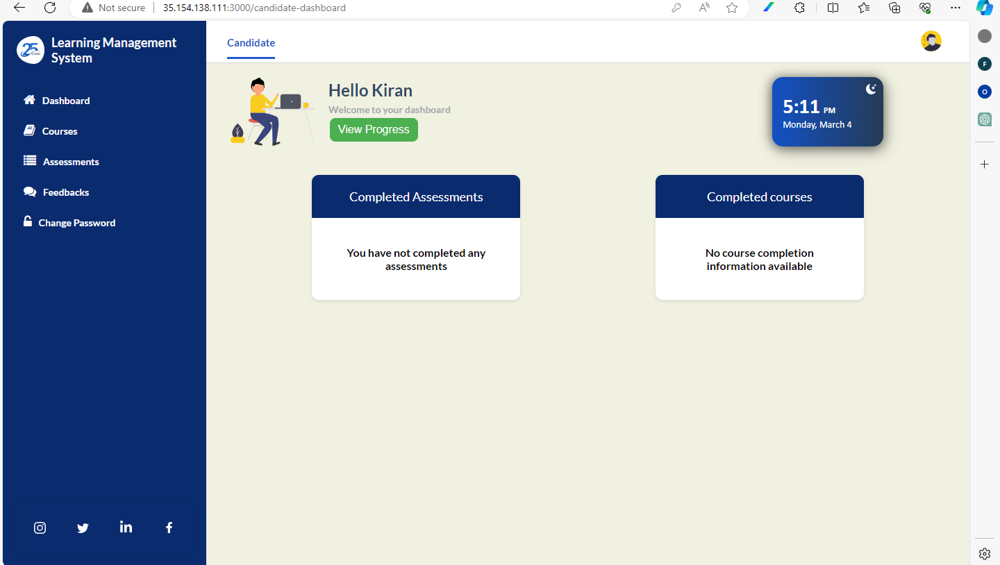 Not secure
35.154.138.111:3000/candidate-dashboard
Learning Management
System
Candidate
Dashboard
Courses
Assessments
Feedbacks
Change Password
Hello Kiran
Welcome to your dashboard
View Progress
5:11 PM
Monday, March 4
Completed Assessments
You have not completed any
assessments
Completed courses
No course completion
information available
25
F
O